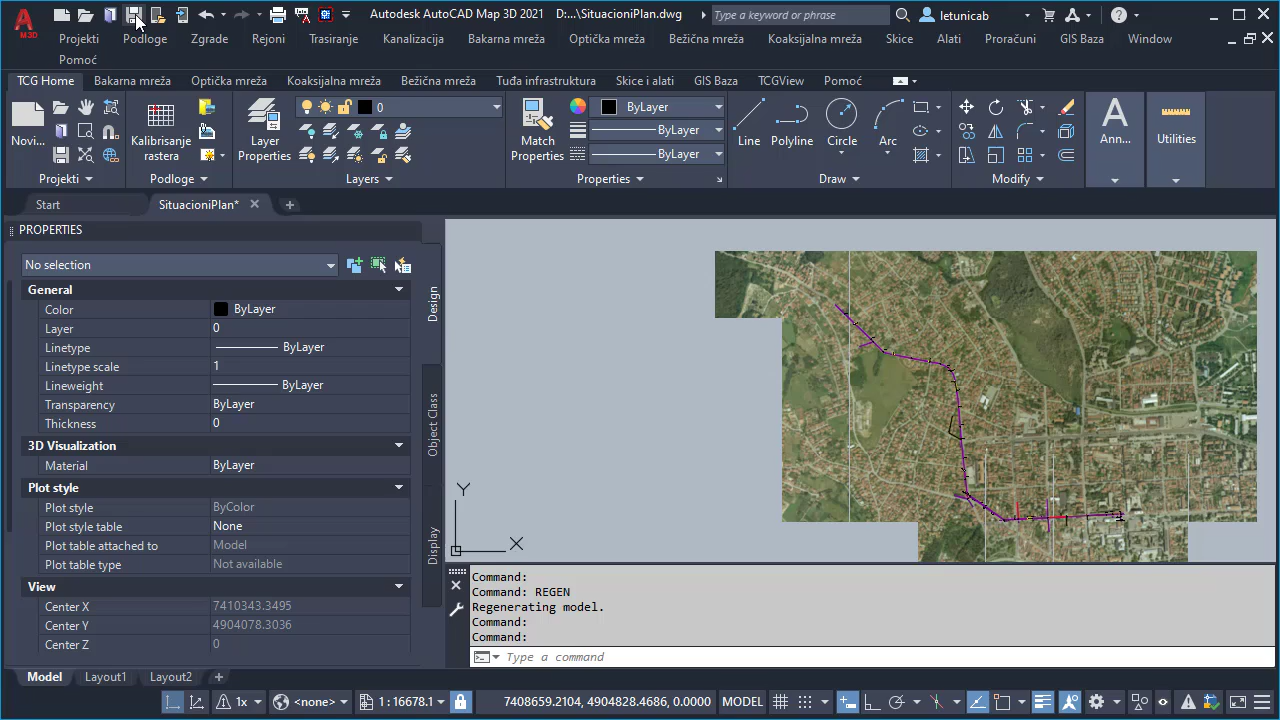 Autodesk AutoCAD Map 3D 2021 D:\...\SituacioniPlan.dwg Type a keyword or phrase letunicab
M3D
Projekti Podloge Zgrade Rejoni Trasiranje Kanalizacija Bakarna mreža Optička mreža Bežična mreža Koaksijalna mreža Skice Alati Proračuni GIS Baza Window
Pomoć
TCG Home Bakarna mreža Optička mreža Koaksijalna mreža Bežična mreža Tuđa infrastruktura Skice i alati GIS Baza TCGView Pomoć
0 ByLayer
ByLayer
ByLayer
Novi... Kalibrisanje rastera Layer Properties Match Properties Line Polyline Circle Arc Ann... Utilities
Projekti Podloge Layers Properties Draw Modify
Start SituacioniPlan*
PROPERTIES
No selection
General
Color ByLayer
Layer 0
Linetype ByLayer
Linetype scale 1
Lineweight ByLayer
Transparency ByLayer
Thickness 0
3D Visualization
Material ByLayer
Plot style
Plot style ByColor
Plot style table None
Plot table attached to Model
Plot table type Not available
View
Center X 7410343.3495
Center Y 4904078.3036
Center Z 0
Design
Object Class
Display
Y
X
Command:
Command: REGEN
Regenerating model.
Command:
Command:
Type a command
Model Layout1 Layout2
1x <none> 1 : 16678.1 7408659.2104, 4904828.4686, 0.0000 MODEL